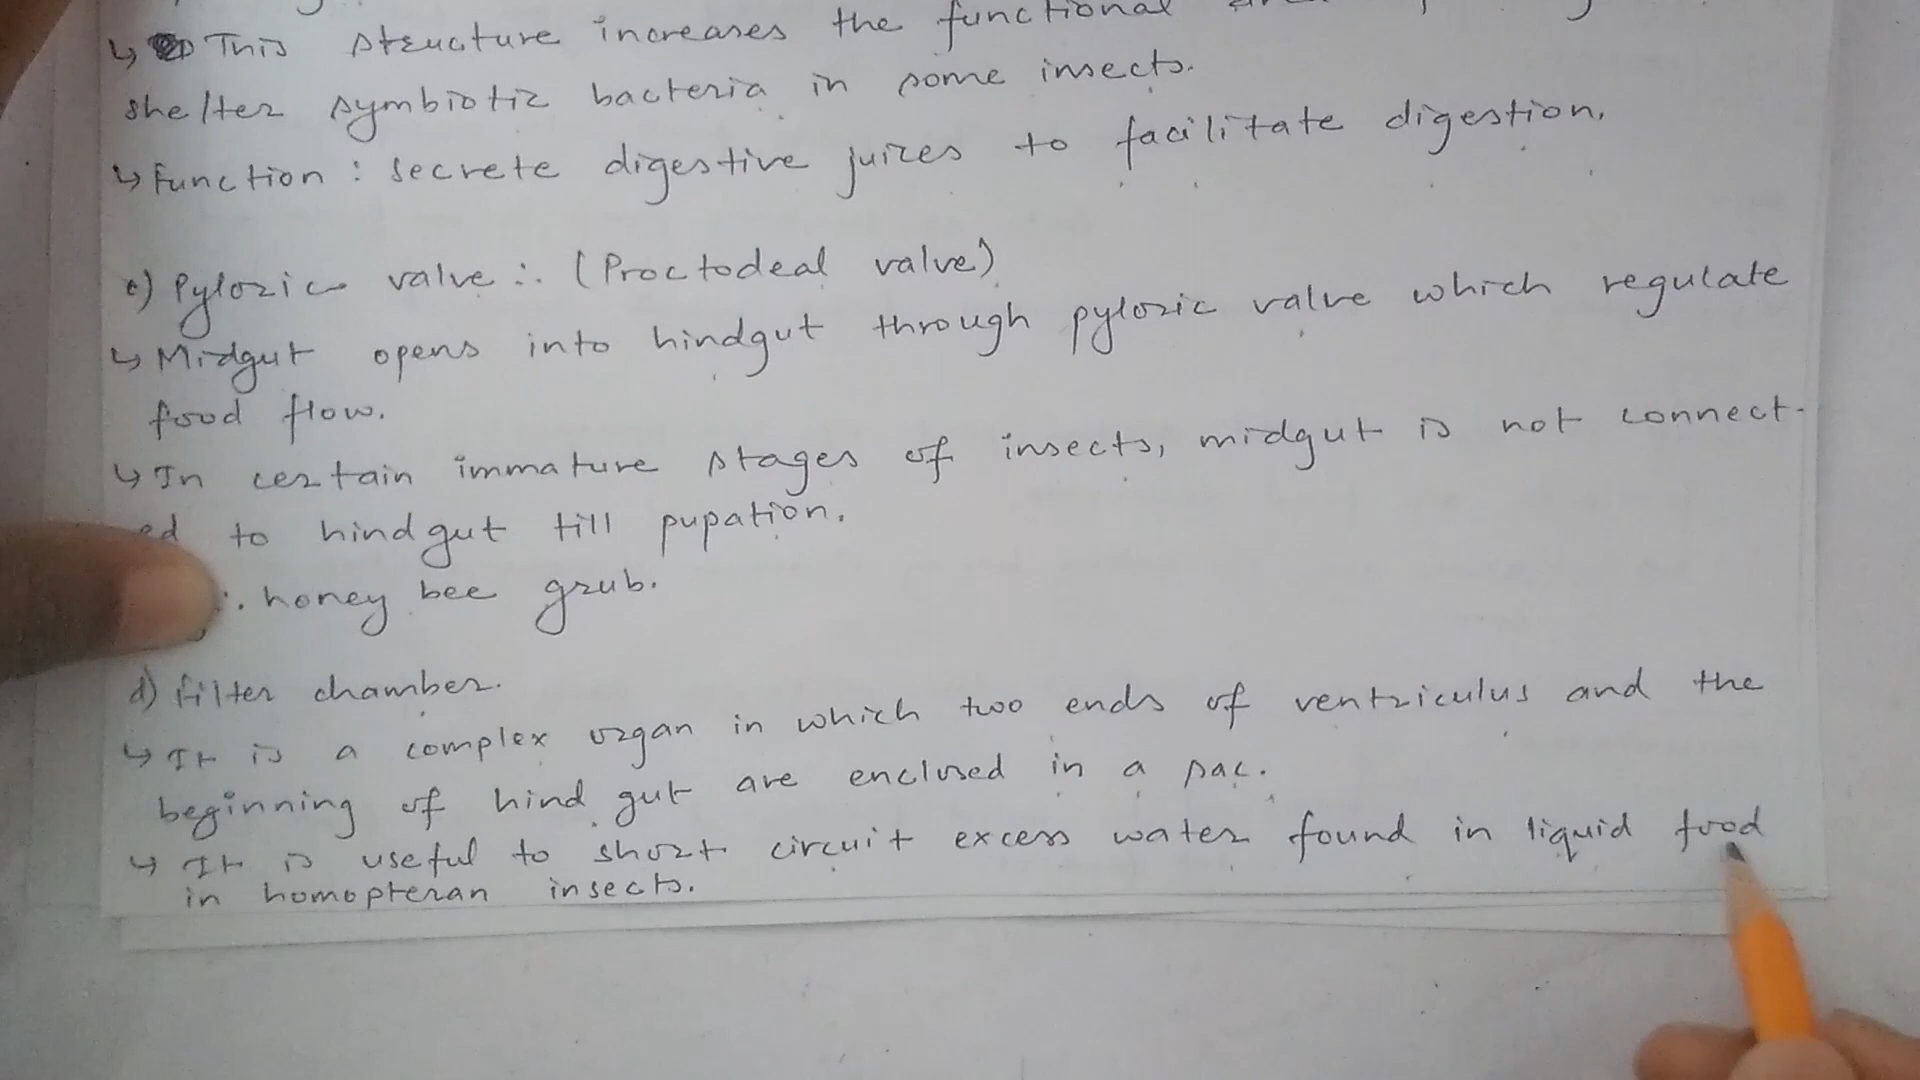 ↳ This structure increases the functional
shelter symbiotic bacteria in some insects.
↳ Function : secrete digestive juices to facilitate digestion.
c) Pyloric valve :. (Proctodeal valve)
↳ Midgut opens into hindgut through pyloric valve which regulate
food flow.
↳ In certain immature stages of insects, midgut is not connect-
ed to hindgut till pupation.
honey bee grub.
d) filter chamber.
↳ It is a complex organ in which two ends of ventriculus and the
beginning of hind gut are enclosed in a sac.
↳ It is useful to short circuit excess water found in liquid food
in homopteran insects.